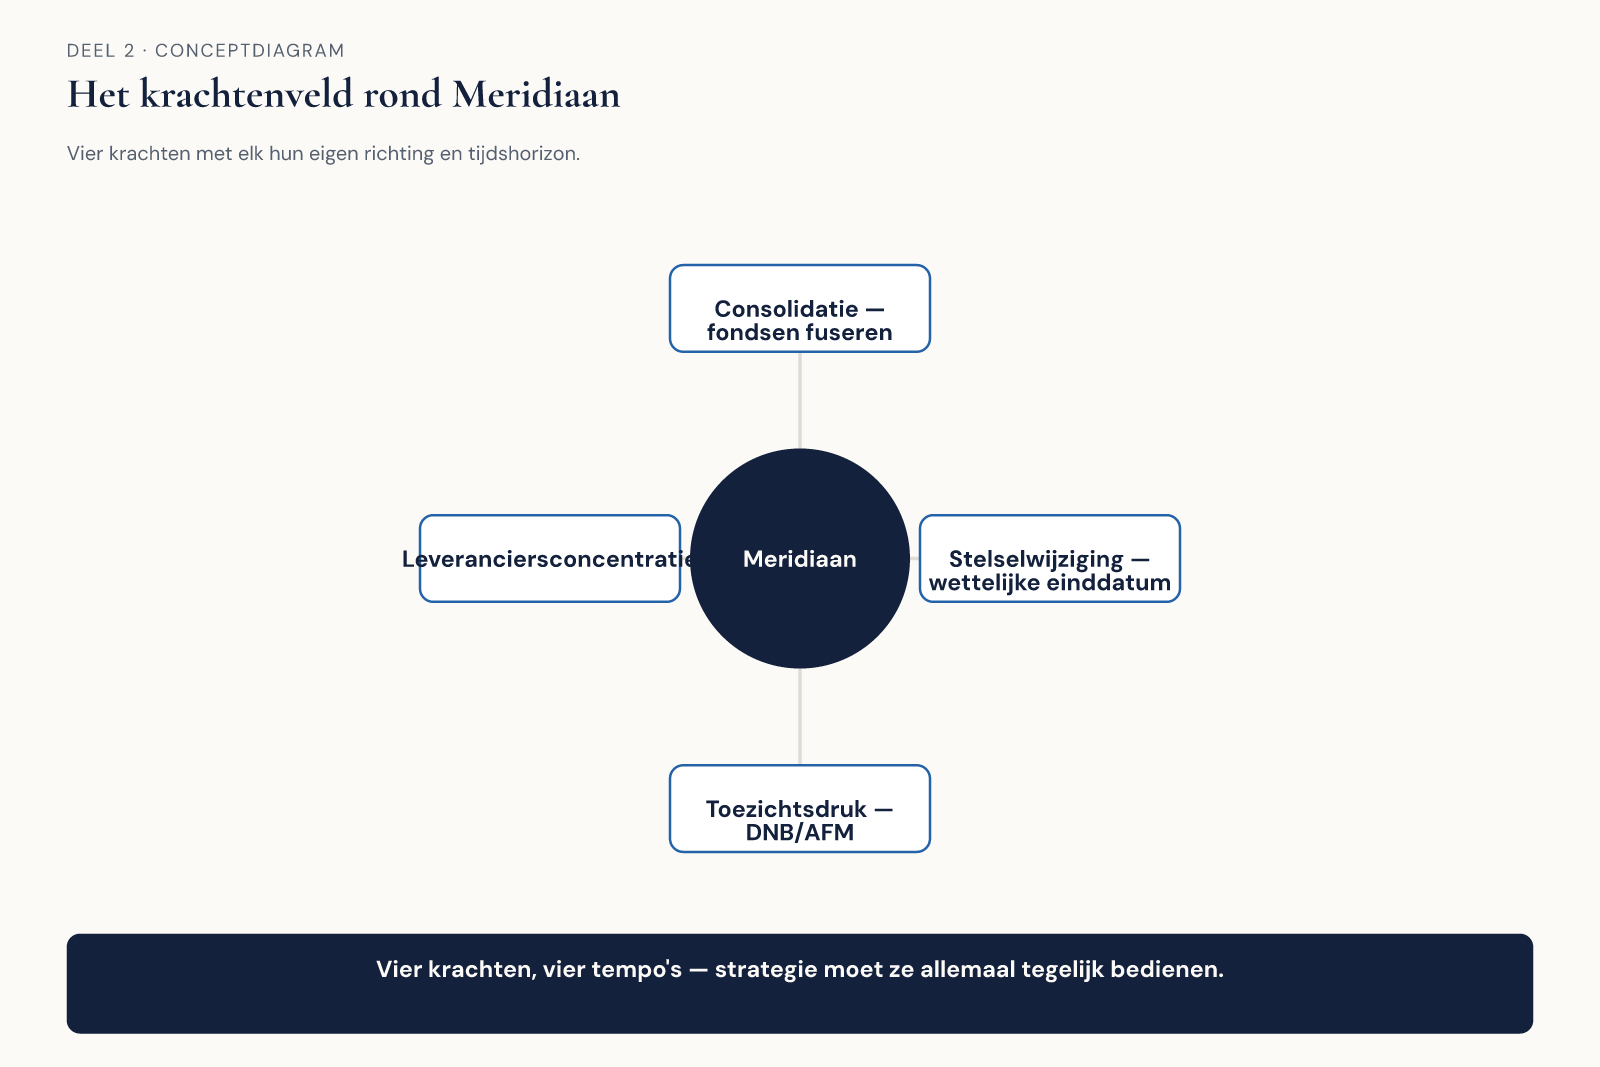 DEEL 2 · CONCEPTDIAGRAM
Het krachtenveld rond Meridiaan
Vier krachten met elk hun eigen richting en tijdshorizon.
Consolidatie —
fondsen fuseren
Leveranciersconcentratie
Meridiaan
Stelselwijziging —
wettelijke einddatum
Toezichtsdruk —
DNB/AFM
Vier krachten, vier tempo's — strategie moet ze allemaal tegelijk bedienen.